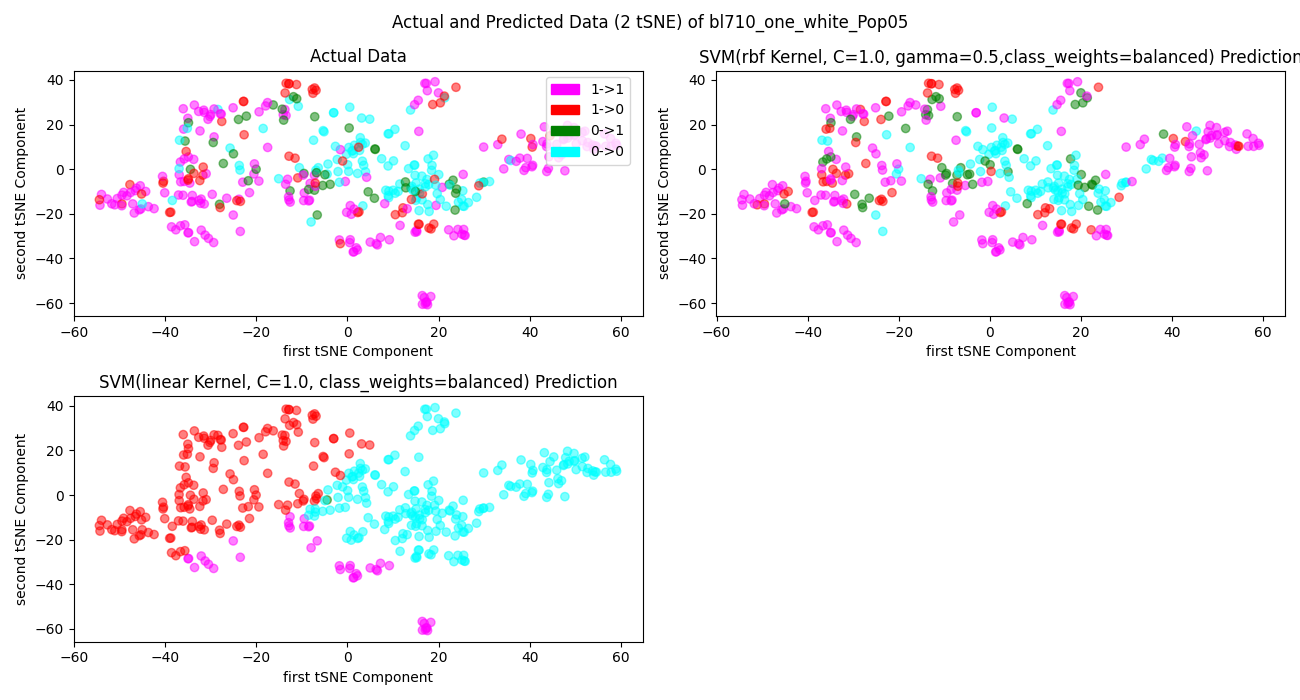 Actual and Predicted Data (2 tSNE) of bl710_one_white_Pop05
Actual Data
40
20
0
−20
−40
−60
second tSNE Component
−60 −40 −20 0 20 40 60
first tSNE Component
1->1
1->0
0->1
0->0
SVM(rbf Kernel, C=1.0, gamma=0.5,class_weights=balanced) Prediction
40
20
0
−20
−40
−60
second tSNE Component
−60 −40 −20 0 20 40 60
first tSNE Component
SVM(linear Kernel, C=1.0, class_weights=balanced) Prediction
40
20
0
−20
−40
−60
second tSNE Component
−60 −40 −20 0 20 40 60
first tSNE Component